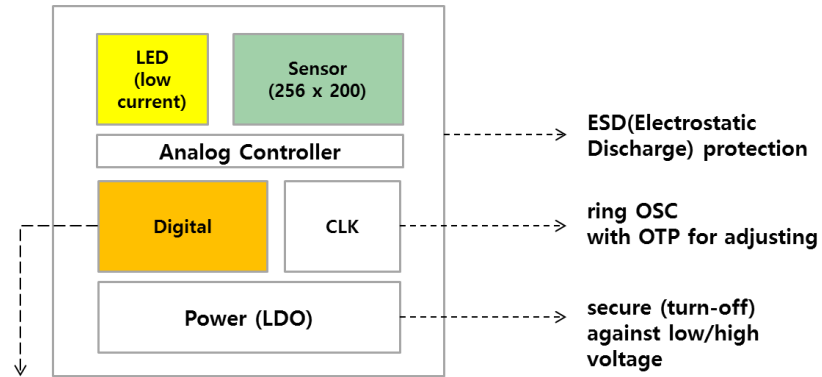 LED
(low
current)
Sensor
(256 x 200)
Analog Controller
ESD(Electrostatic
Discharge) protection
Digital
CLK
ring OSC
with OTP for adjusting
Power (LDO)
secure (turn-off)
against low/high
voltage